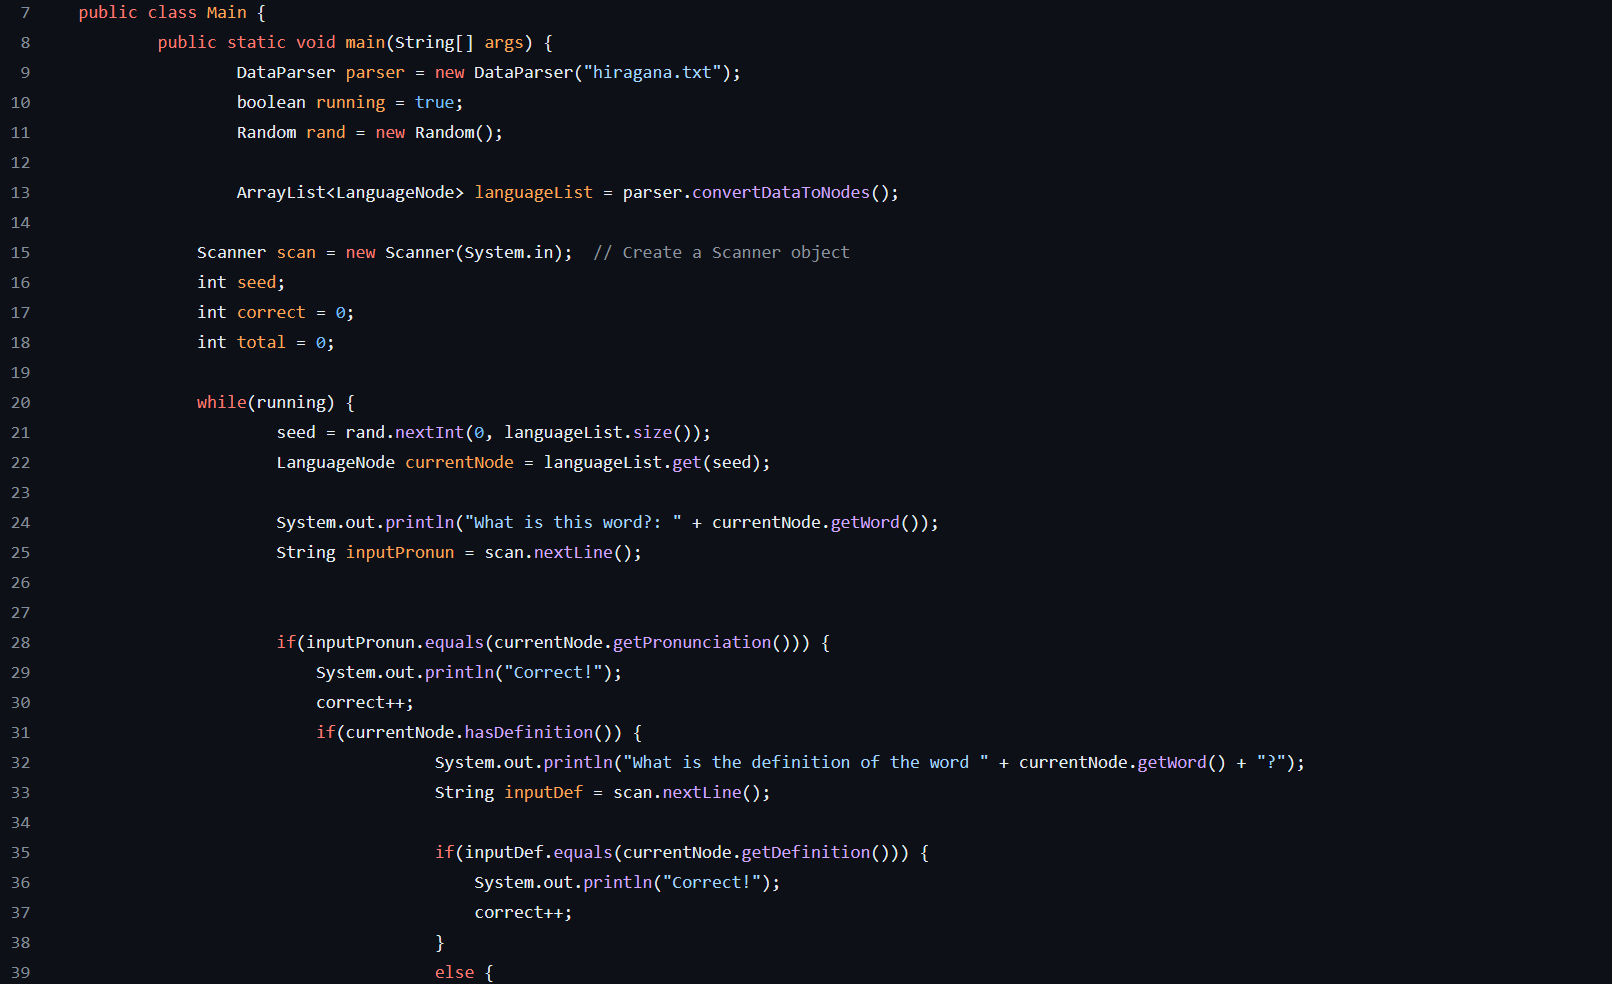 7 public class Main {
8 public static void main(String[] args) {
9 DataParser parser = new DataParser("hiragana.txt");
10 boolean running = true;
11 Random rand = new Random();
12
13 ArrayList<LanguageNode> languageList = parser.convertDataToNodes();
14
15 Scanner scan = new Scanner(System.in);  // Create a Scanner object
16 int seed;
17 int correct = 0;
18 int total = 0;
19
20 while(running) {
21 seed = rand.nextInt(0, languageList.size());
22 LanguageNode currentNode = languageList.get(seed);
23
24 System.out.println("What is this word?: " + currentNode.getWord());
25 String inputPronun = scan.nextLine();
26
27
28 if(inputPronun.equals(currentNode.getPronunciation())) {
29 System.out.println("Correct!");
30 correct++;
31 if(currentNode.hasDefinition()) {
32 System.out.println("What is the definition of the word " + currentNode.getWord() + "?");
33 String inputDef = scan.nextLine();
34
35 if(inputDef.equals(currentNode.getDefinition())) {
36 System.out.println("Correct!");
37 correct++;
38 }
39 else {